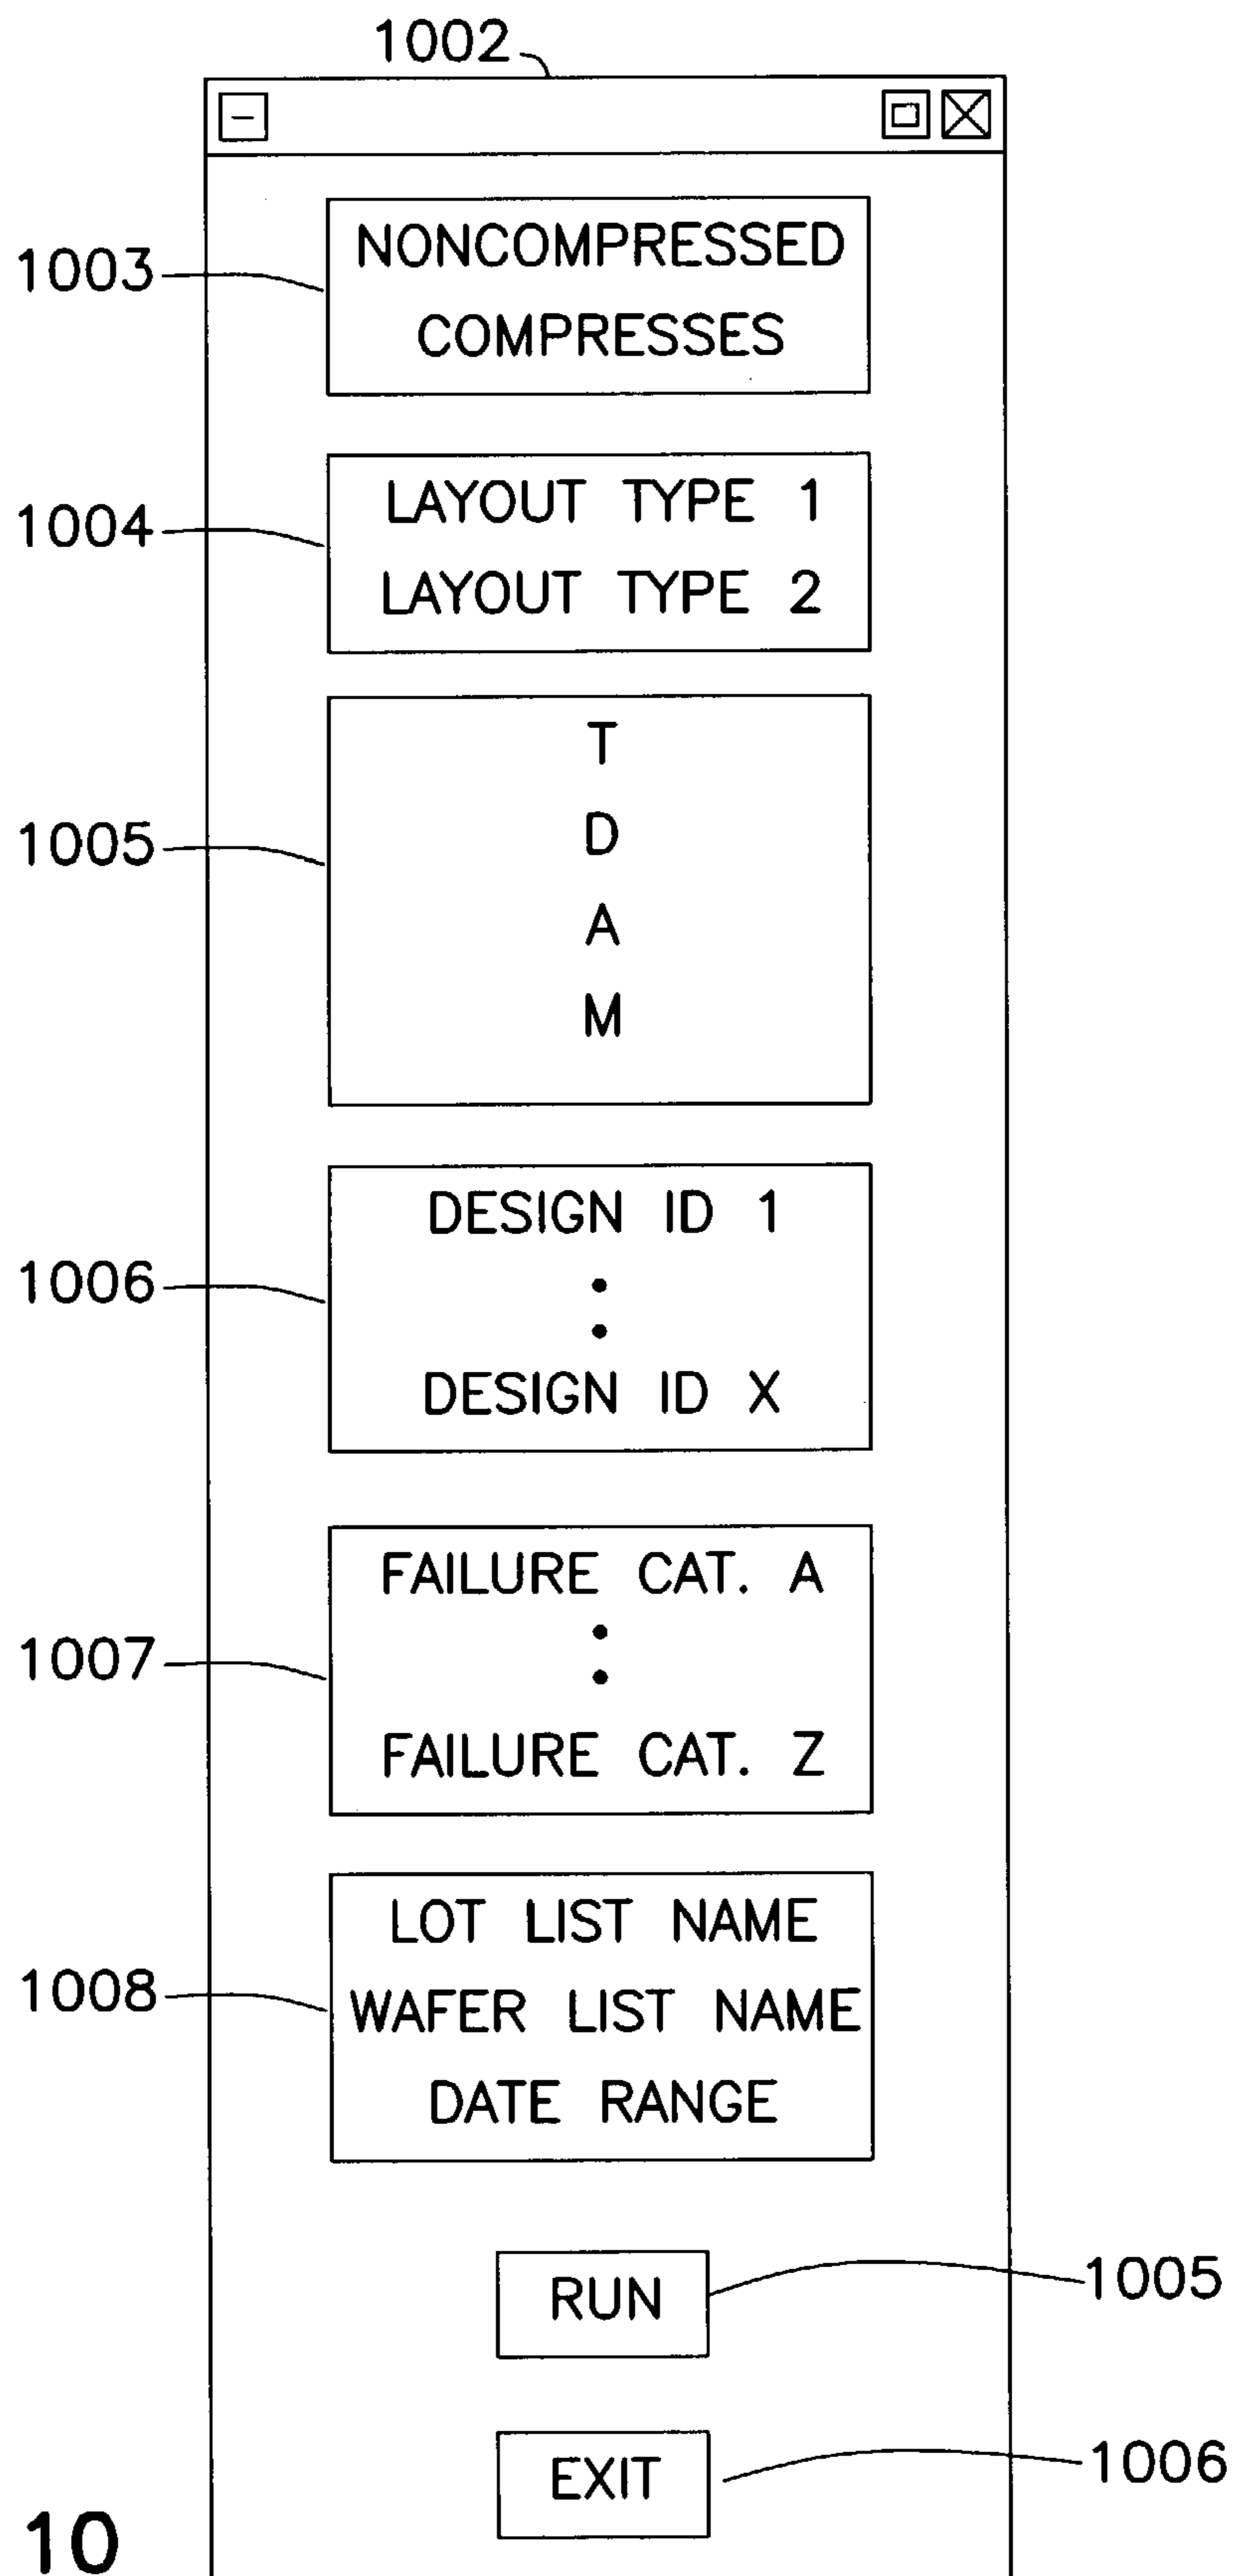 1002
1003
NONCOMPRESSED
COMPRESSES
1004
LAYOUT TYPE 1
LAYOUT TYPE 2
1005
T
D
A
M
1006
DESIGN ID 1
DESIGN ID X
1007
FAILURE CAT. A
FAILURE CAT. Z
1008
LOT LIST NAME
WAFER LIST NAME
DATE RANGE
RUN
1005
EXIT
1006
10